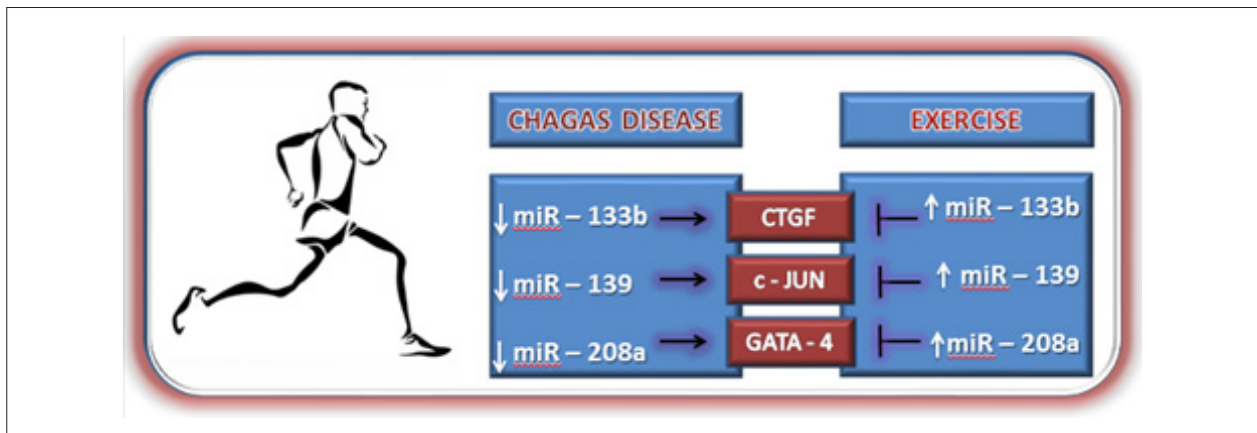 CHAGAS DISEASE
EXERCISE
↓ miR – 133b → CTGF ⊢ ↑ miR – 133b
↓ miR – 139 → c - JUN ⊢ ↑ miR – 139
↓ miR – 208a → GATA - 4 ⊢ ↑ miR – 208a